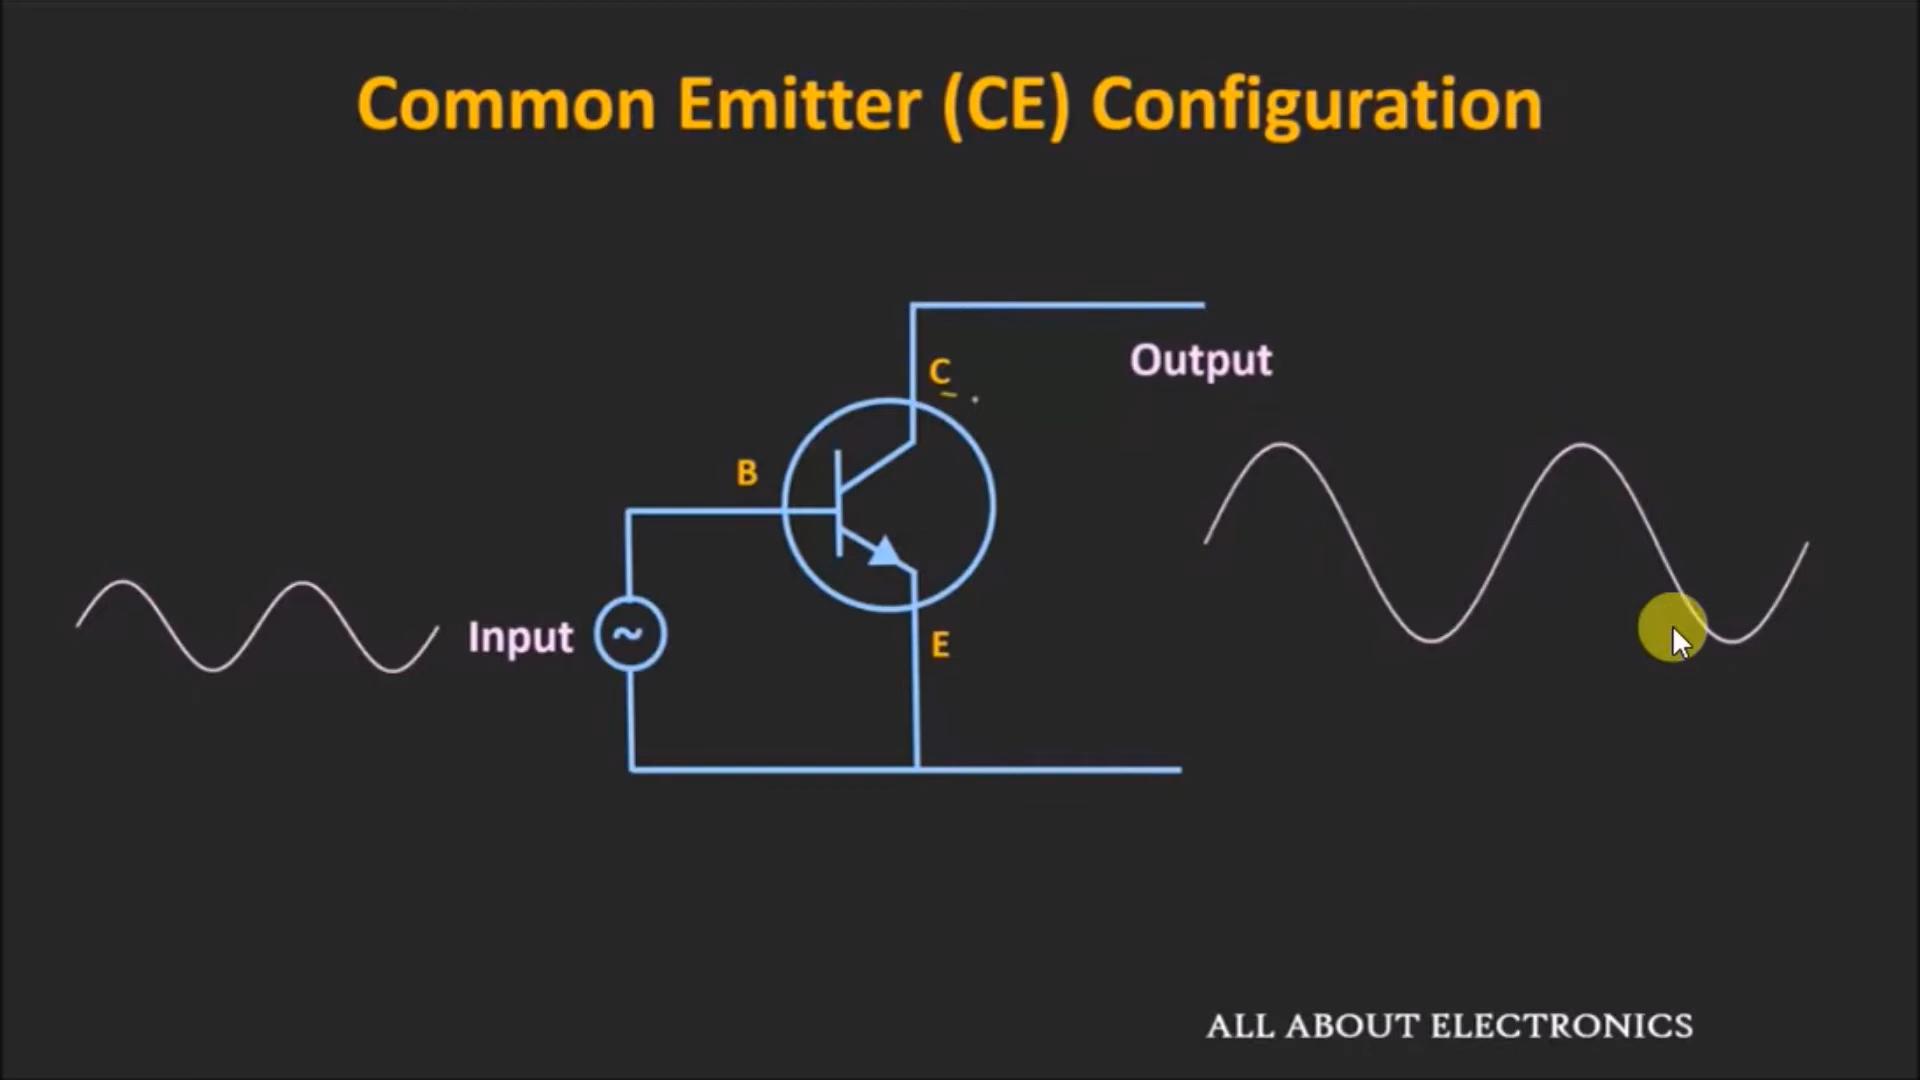 Common Emitter (CE) Configuration
C
Output
B
Input
~
E
ALL ABOUT ELECTRONICS